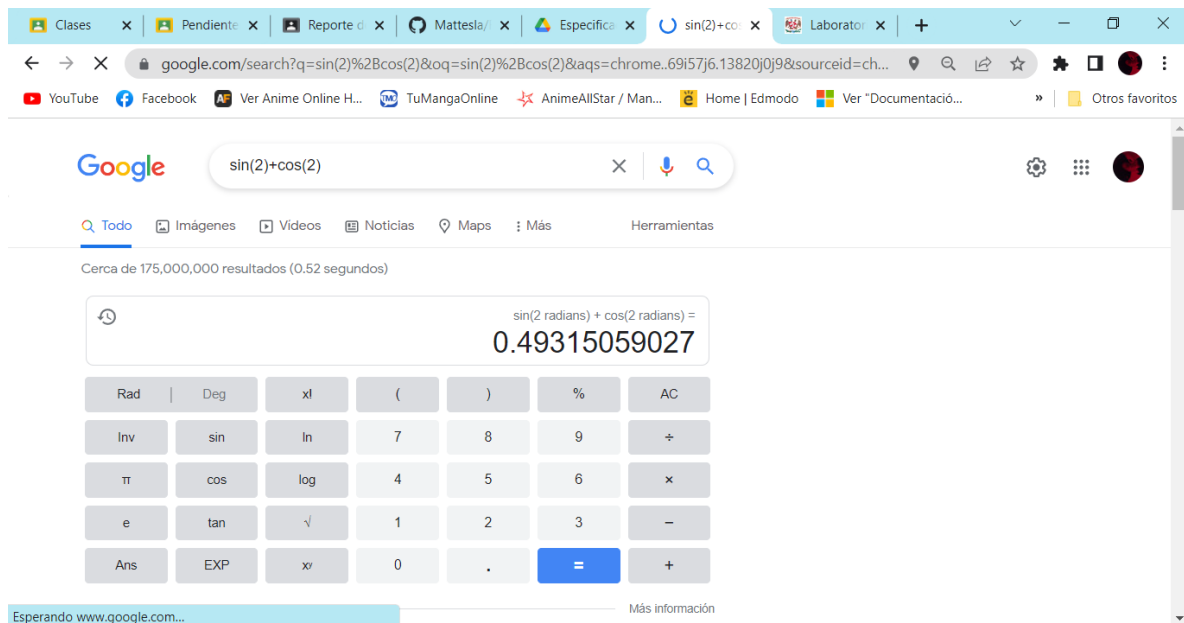 Clases
Pendiente
Reporte d
Mattesla/
Especifica
sin(2)+co
Laborator
google.com/search?q=sin(2)%2Bcos(2)&oq=sin(2)%2Bcos(2)&aqs=chrome..69i57j6.13820j0j9&sourceid=ch...
YouTube
Facebook
AF Ver Anime Online H...
TMO TuMangaOnline
AnimeAllStar / Man...
ë Home | Edmodo
Ver "Documentació...
»
Otros favoritos
Google
sin(2)+cos(2)
Todo
Imágenes
Videos
Noticias
Maps
Más
Herramientas
Cerca de 175,000,000 resultados (0.52 segundos)
sin(2 radians) + cos(2 radians) =
0.49315059027
Rad | Deg x! ( ) % AC
Inv sin ln 7 8 9 ÷
π cos log 4 5 6 ×
e tan √ 1 2 3 −
Ans EXP xʸ 0 . = +
Más información
Esperando www.google.com...